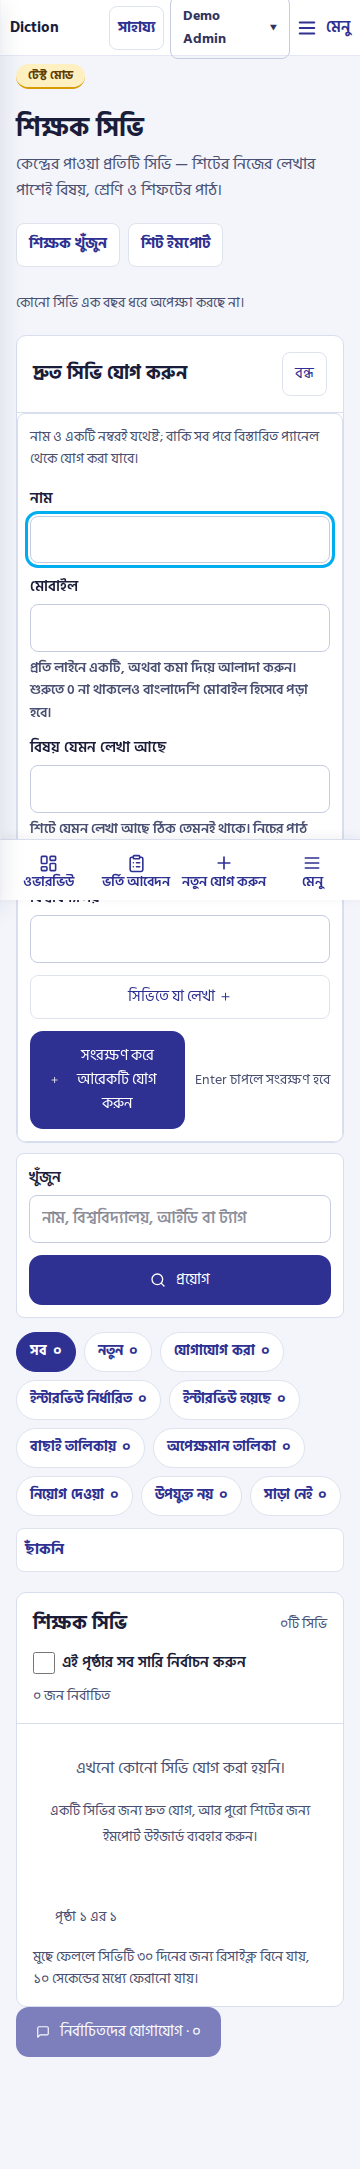 Diction
সাহায্য
Demo Admin
মেনু
টেস্ট মোড
শিক্ষক সিভি
কেন্দ্রের পাওয়া প্রতিটি সিভি — শিটের নিজের লেখার
পাশেই বিষয়, শ্রেণি ও শিফটের পাঠ।
শিক্ষক খুঁজুন
শিট ইমপোর্ট
কোনো সিভি এক বছর ধরে অপেক্ষা করছে না।
দ্রুত সিভি যোগ করুন
বন্ধ
নাম ও একটি নম্বরই যথেষ্ট; বাকি সব পরে বিস্তারিত প্যানেল
থেকে যোগ করা যাবে।
নাম
মোবাইল
প্রতি লাইনে একটি, অথবা কমা দিয়ে আলাদা করুন।
শুরুতে 0 না থাকলেও বাংলাদেশি মোবাইল হিসেবে পড়া
হবে।
বিষয় যেমন লেখা আছে
শিটে যেমন লেখা আছে ঠিক তেমনই থাকে। নিচের পাঠ
ওভারভিউ
ভর্তি আবেদন
নতুন যোগ করুন
মেনু
সিভিতে যা লেখা +
+ সংরক্ষণ করে
আরেকটি যোগ
করুন
Enter চাপলে সংরক্ষণ হবে
খুঁজুন
নাম, বিশ্ববিদ্যালয়, আইডি বা ট্যাগ
প্রয়োগ
সব ০
নতুন ০
যোগাযোগ করা ০
ইন্টারভিউ নির্ধারিত ০
ইন্টারভিউ হয়েছে ০
বাছাই তালিকায় ০
অপেক্ষমান তালিকা ০
নিয়োগ দেওয়া ০
উপযুক্ত নয় ০
সাড়া নেই ০
ছাঁকনি
শিক্ষক সিভি
০টি সিভি
এই পৃষ্ঠার সব সারি নির্বাচন করুন
০ জন নির্বাচিত
এখনো কোনো সিভি যোগ করা হয়নি।
একটি সিভির জন্য দ্রুত যোগ, আর পুরো শিটের জন্য
ইমপোর্ট উইজার্ড ব্যবহার করুন।
পৃষ্ঠা ১ এর ১
মুছে ফেললে সিভিটি ৩০ দিনের জন্য রিসাইক্ল বিনে যায়,
১০ সেকেন্ডের মধ্যে ফেরানো যায়।
নির্বাচিতদের যোগাযোগ · ০